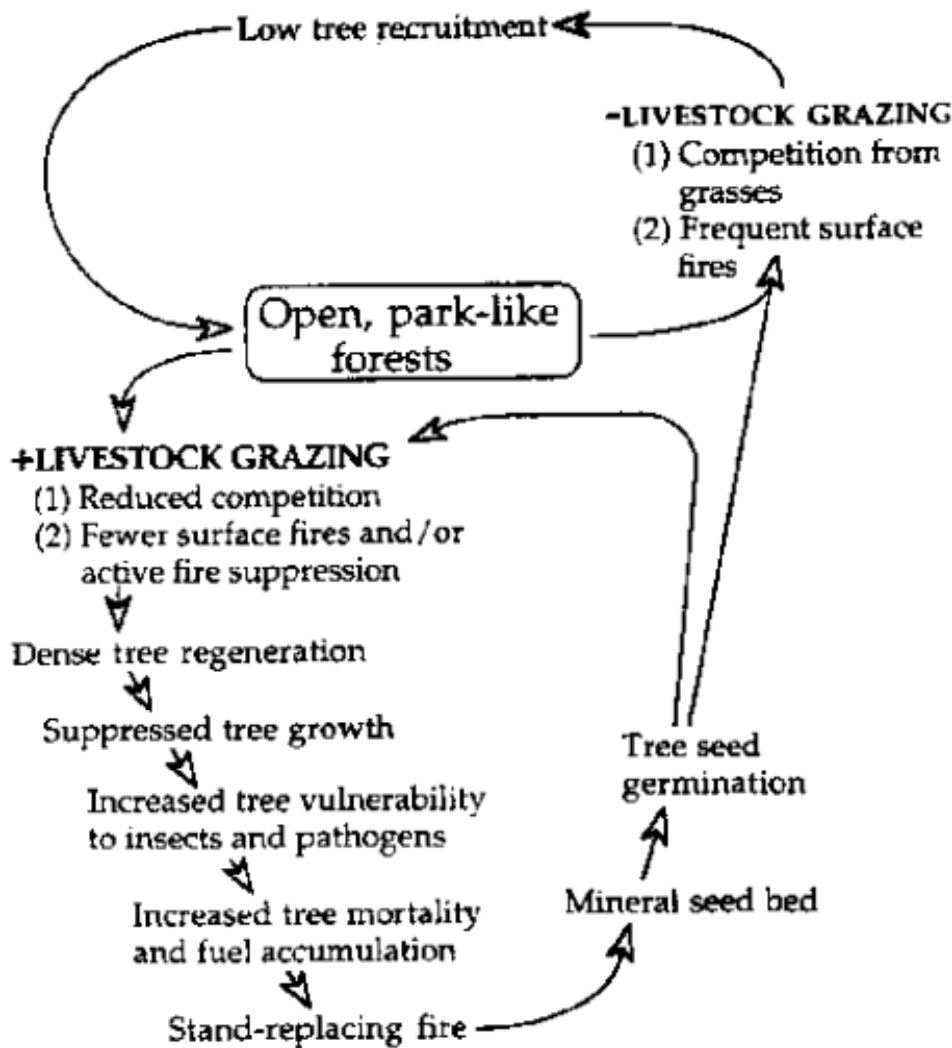 Low tree recruitment
-LIVESTOCK GRAZING
(1) Competition from
grasses
(2) Frequent surface
fires
Open, park-like
forests
+LIVESTOCK GRAZING
(1) Reduced competition
(2) Fewer surface fires and/or
active fire suppression
Dense tree regeneration
Suppressed tree growth
Increased tree vulnerability
to insects and pathogens
Increased tree mortality
and fuel accumulation
Stand-replacing fire
Mineral seed bed
Tree seed
germination